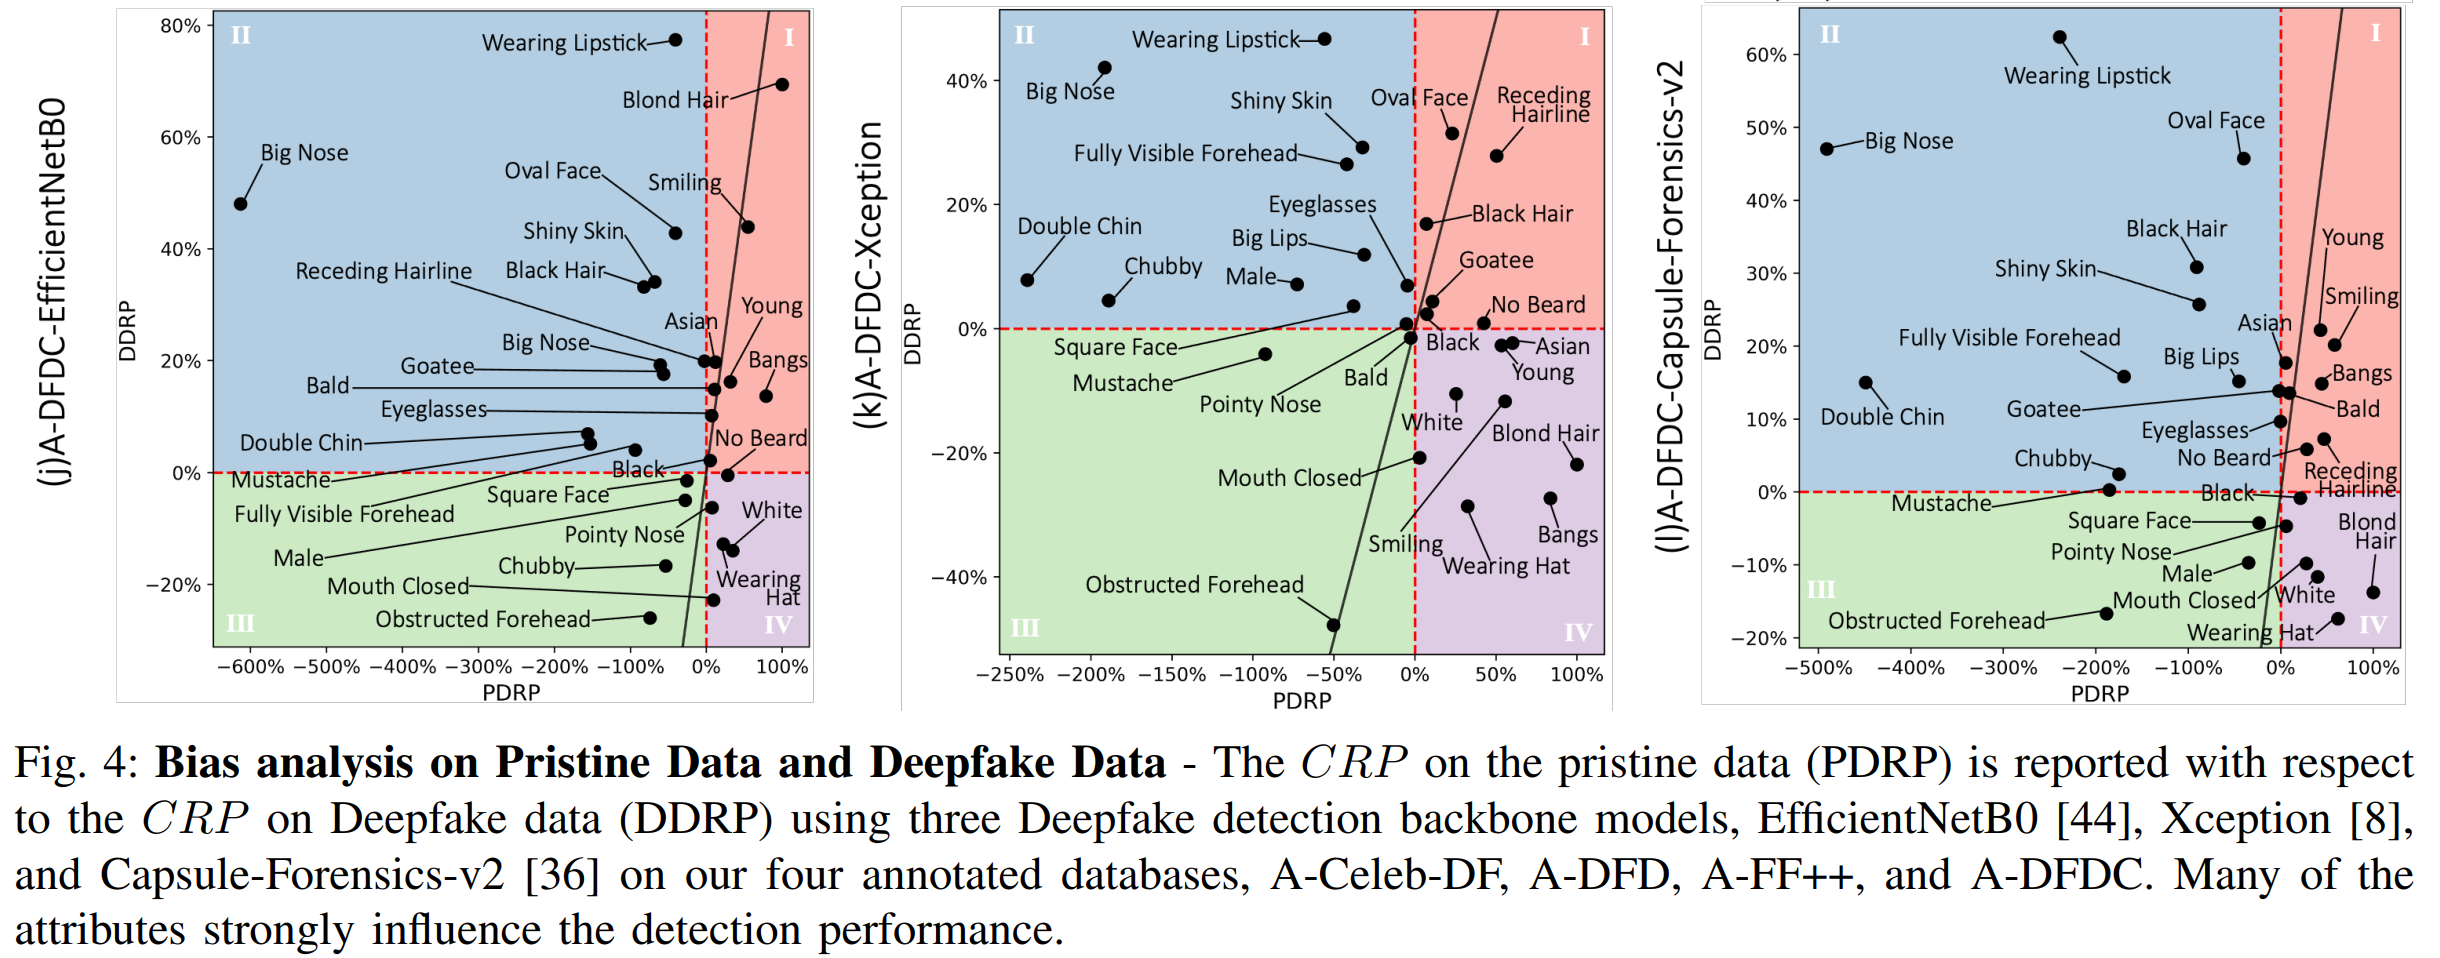 (j)A-DFDC-EfficientNetB0
DDRP
80%
60%
40%
20%
0%
−20%
II
I
III
IV
Wearing Lipstick
Blond Hair
Big Nose
Oval Face
Smiling
Shiny Skin
Receding Hairline
Black Hair
Young
Asian
Big Nose
Bangs
Goatee
Bald
Eyeglasses
Double Chin
No Beard
Black
Mustache
Square Face
Fully Visible Forehead
White
Pointy Nose
Male
Chubby
Wearing
Hat
Mouth Closed
Obstructed Forehead
−600%
−500%
−400%
−300%
−200%
−100%
0%
100%
PDRP
(k)A-DFDC-Xception
DDRP
40%
20%
0%
−20%
−40%
II
I
III
IV
Wearing Lipstick
Big Nose
Shiny Skin
Oval Face
Receding
Hairline
Fully Visible Forehead
Eyeglasses
Black Hair
Double Chin
Big Lips
Chubby
Goatee
Male
No Beard
Square Face
Black
Asian
Mustache
Bald
Young
Pointy Nose
White
Blond Hair
Mouth Closed
Smiling
Bangs
Wearing Hat
Obstructed Forehead
−250%
−200%
−150%
−100%
−50%
0%
50%
100%
PDRP
(l)A-DFDC-Capsule-Forensics-v2
DDRP
60%
50%
40%
30%
20%
10%
0%
−10%
−20%
II
I
III
IV
Wearing Lipstick
Oval Face
Big Nose
Black Hair
Young
Shiny Skin
Smiling
Asian
Fully Visible Forehead
Big Lips
Bangs
Double Chin
Goatee
Bald
Eyeglasses
Chubby
No Beard
Receding
Hairline
Mustache
Black
Square Face
Blond
Hair
Pointy Nose
Male
Mouth Closed
White
Obstructed Forehead
Wearing Hat
−500%
−400%
−300%
−200%
−100%
0%
100%
PDRP
Fig. 4: Bias analysis on Pristine Data and Deepfake Data - The CRP on the pristine data (PDRP) is reported with respect
to the CRP on Deepfake data (DDRP) using three Deepfake detection backbone models, EfficientNetB0 [44], Xception [8],
and Capsule-Forensics-v2 [36] on our four annotated databases, A-Celeb-DF, A-DFD, A-FF++, and A-DFDC. Many of the
attributes strongly influence the detection performance.